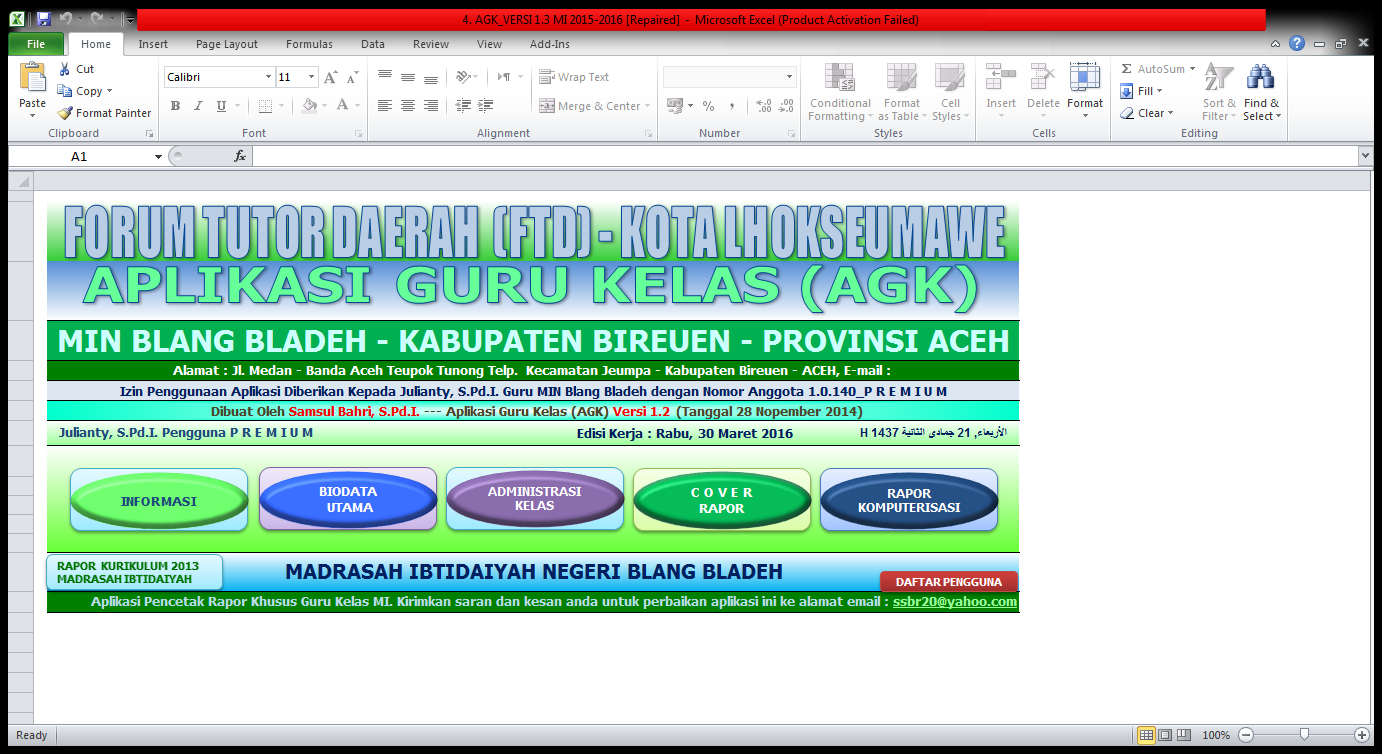 4. AGK_VERSI 1.3 MI 2015-2016 [Repaired] - Microsoft Excel (Product Activation Failed)
File Home Insert Page Layout Formulas Data Review View Add-Ins
Paste
Cut
Copy
Format Painter
Clipboard
Calibri 11
B I U
Font
Wrap Text
Merge & Center
Alignment
Number
Conditional Formatting
Format as Table
Cell Styles
Styles
Insert
Delete
Format
Cells
AutoSum
Fill
Clear
Sort & Filter
Find & Select
Editing
A1 fx
FORUM TUTOR DAERAH (FTD) - KOTA LHOKSEUMAWE
APLIKASI GURU KELAS (AGK)
MIN BLANG BLADEH - KABUPATEN BIREUEN - PROVINSI ACEH
Alamat : Jl. Medan - Banda Aceh Teupok Tunong Telp. Kecamatan Jeumpa - Kabupaten Bireuen - ACEH, E-mail :
Izin Penggunaan Aplikasi Diberikan Kepada Julianty, S.Pd.I. Guru MIN Blang Bladeh dengan Nomor Anggota 1.0.140_P R E M I U M
Dibuat Oleh Samsul Bahri, S.Pd.I. --- Aplikasi Guru Kelas (AGK) Versi 1.2 (Tanggal 28 Nopember 2014)
Julianty, S.Pd.I. Pengguna P R E M I U M
Edisi Kerja : Rabu, 30 Maret 2016
الأربعاء, 21 جمادى الثانية 1437 H
INFORMASI
BIODATA
UTAMA
ADMINISTRASI
KELAS
C O V E R
RAPOR
RAPOR
KOMPUTERISASI
RAPOR KURIKULUM 2013
MADRASAH IBTIDAIYAH
MADRASAH IBTIDAIYAH NEGERI BLANG BLADEH
DAFTAR PENGGUNA
Aplikasi Pencetak Rapor Khusus Guru Kelas MI. Kirimkan saran dan kesan anda untuk perbaikan aplikasi ini ke alamat email : ssbr20@yahoo.com
Ready
100%